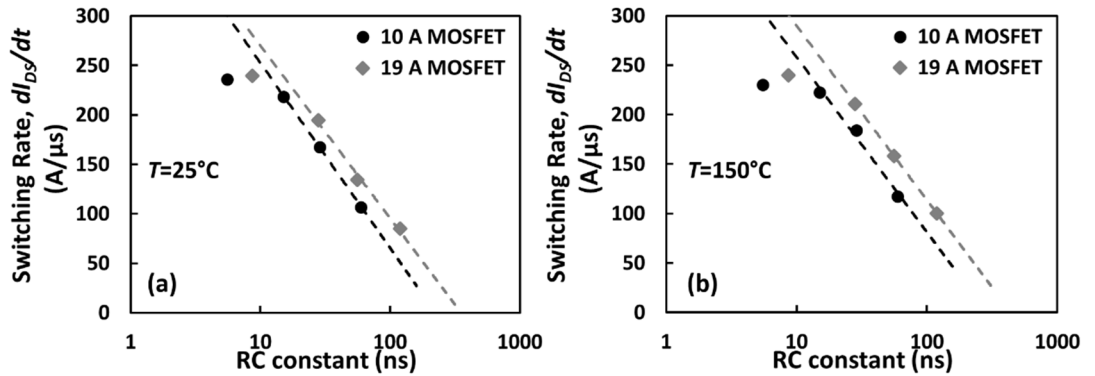 Switching Rate, dI_DS/dt
(A/μs)
300
250
200
150
100
50
0
10 A MOSFET
19 A MOSFET
T=25°C
(a)
1
10
100
1000
RC constant (ns)
Switching Rate, dI_DS/dt
(A/μs)
300
250
200
150
100
50
0
10 A MOSFET
19 A MOSFET
T=150°C
(b)
1
10
100
1000
RC constant (ns)